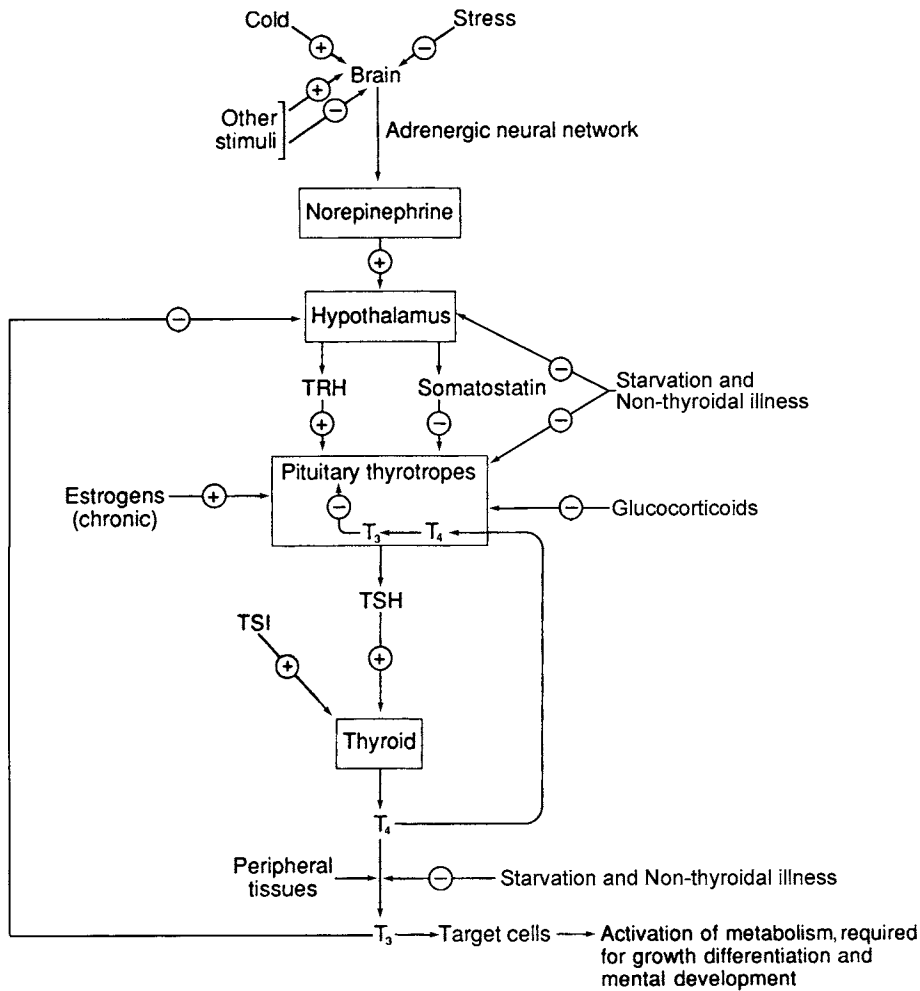 Cold
Stress
+
−
Brain
+
−
Other
stimuli
Adrenergic neural network
Norepinephrine
+
−
Hypothalamus
−
TRH
Somatostatin
Starvation and
Non-thyroidal illness
+
−
−
Pituitary thyrotropes
Estrogens
(chronic)
+
−
−
Glucocorticoids
T₃
T₄
TSH
TSI
+
+
Thyroid
T₄
Peripheral
tissues
−
Starvation and Non-thyroidal illness
T₃
Target cells
Activation of metabolism, required
for growth differentiation and
mental development